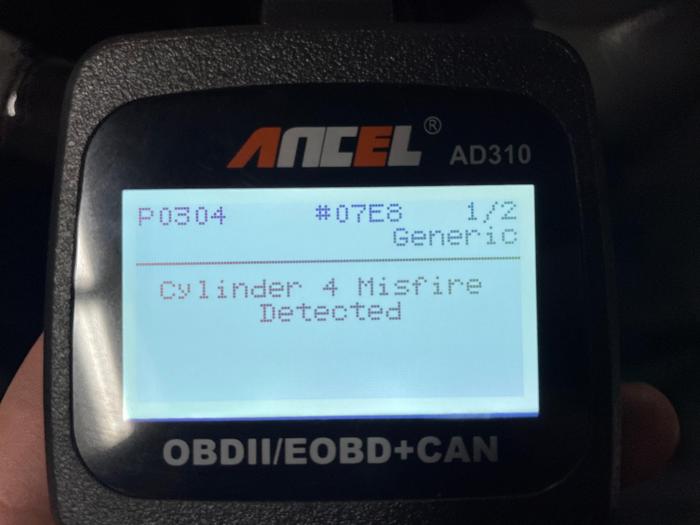 ANCEL® AD310
P0304 #07E8 1/2
Generic
Cylinder 4 Misfire
Detected
OBDII/EOBD+CAN